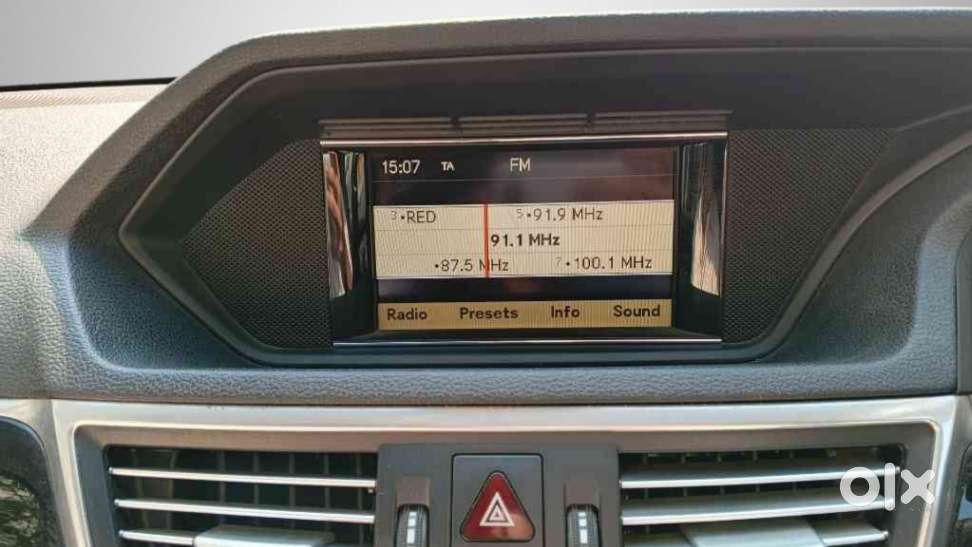 15:07 TA FM
3•RED 5•91.9 MHz
91.1 MHz
•87.5 MHz 7•100.1 MHz
Radio Presets Info Sound
olx